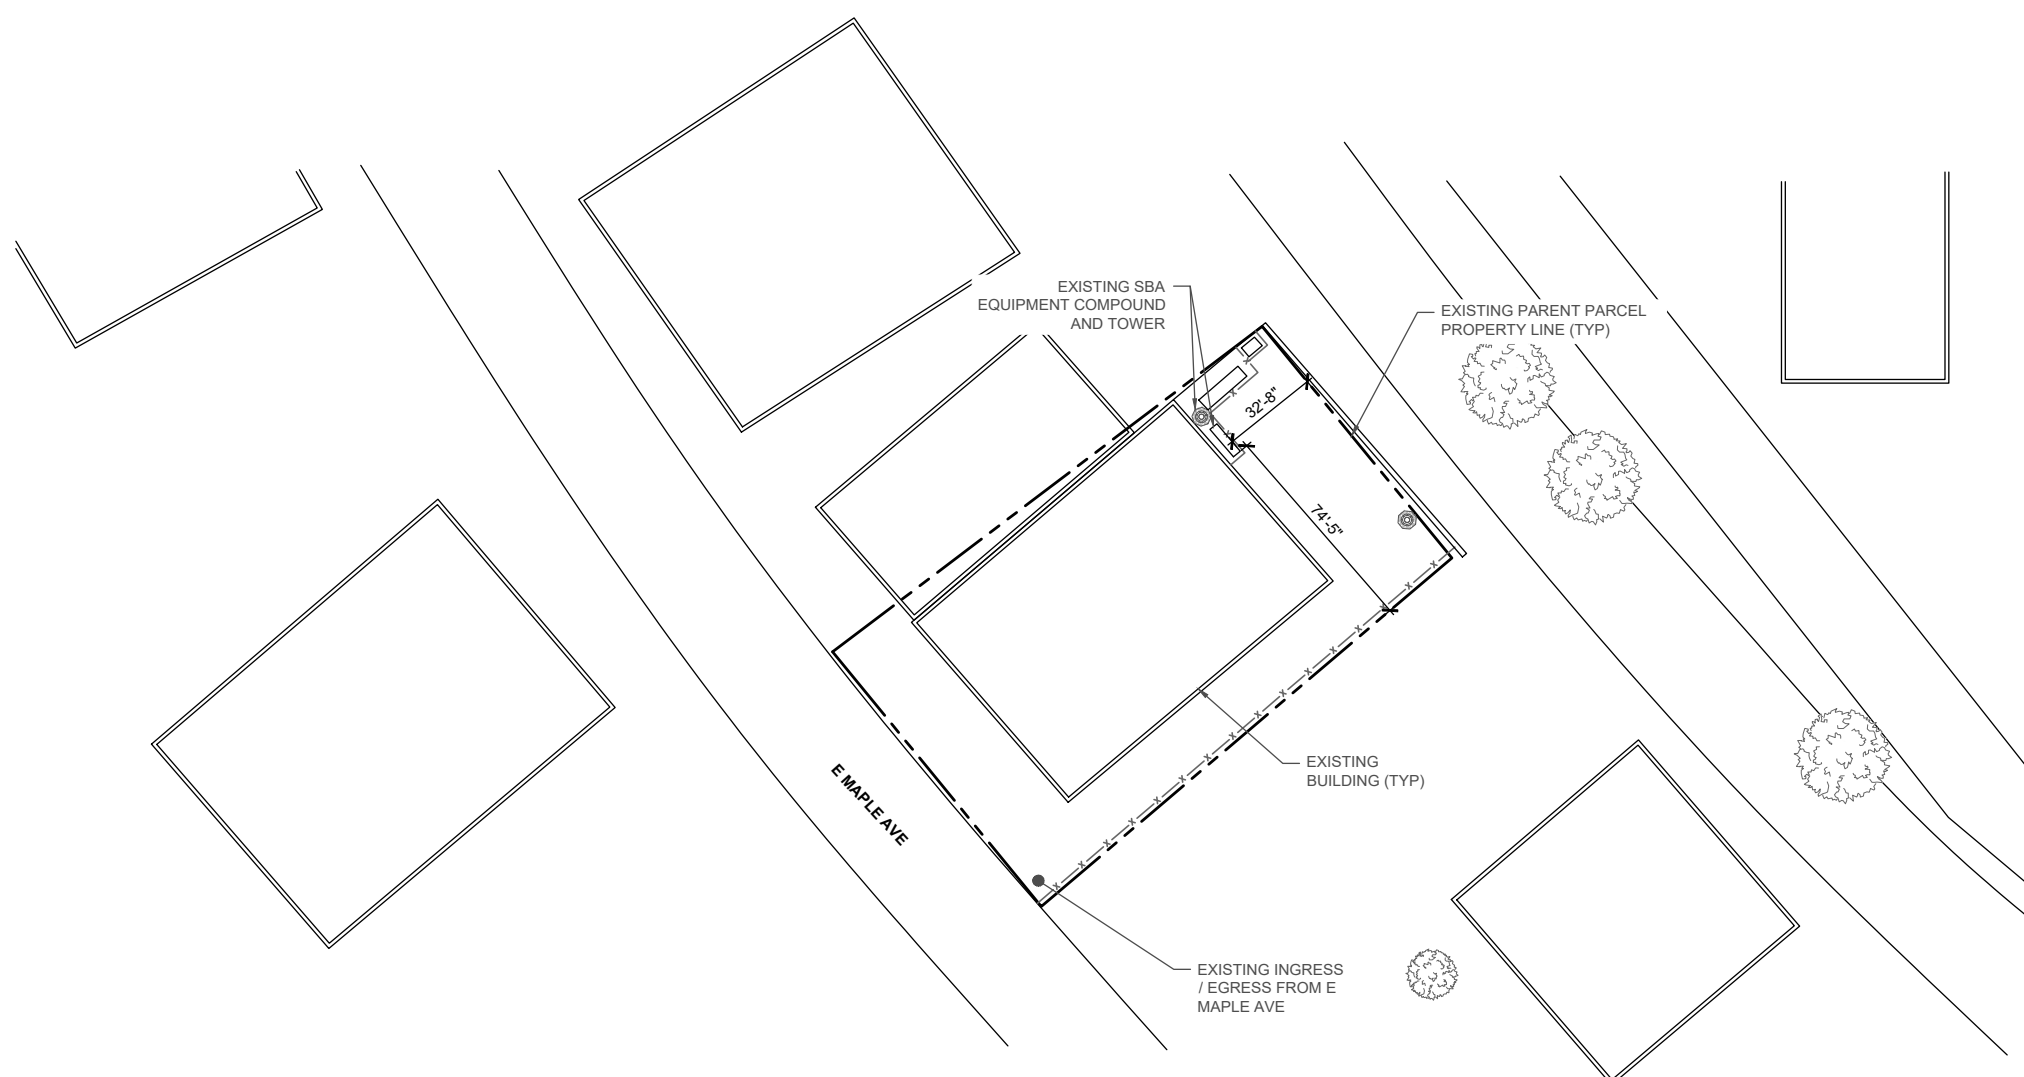 EXISTING SBA
EQUIPMENT COMPOUND
AND TOWER
EXISTING PARENT PARCEL
PROPERTY LINE (TYP)
32'-8"
74'-5"
EXISTING
BUILDING (TYP)
E MAPLE AVE
EXISTING INGRESS
/ EGRESS FROM E
MAPLE AVE